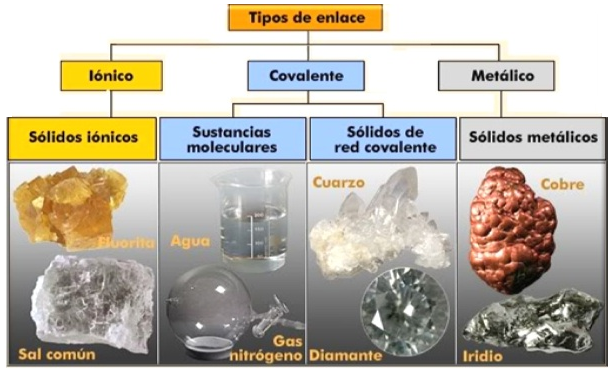 Tipos de enlace
Iónico
Covalente
Metálico
Sólidos iónicos
Sustancias
moleculares
Sólidos de
red covalente
Sólidos metálicos
Fluorita
Sal común
Agua
Gas
nitrógeno
Cuarzo
Diamante
Cobre
Iridio